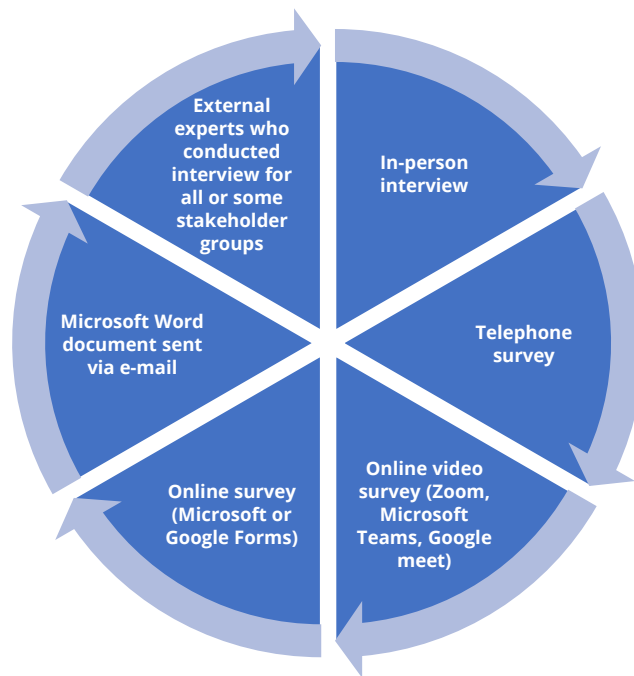 In-person
interview
Telephone
survey
Online video
survey (Zoom,
Microsoft
Teams, Google
meet)
Online survey
(Microsoft or
Google Forms)
Microsoft Word
document sent
via e-mail
External
experts who
conducted
interview for
all or some
stakeholder
groups